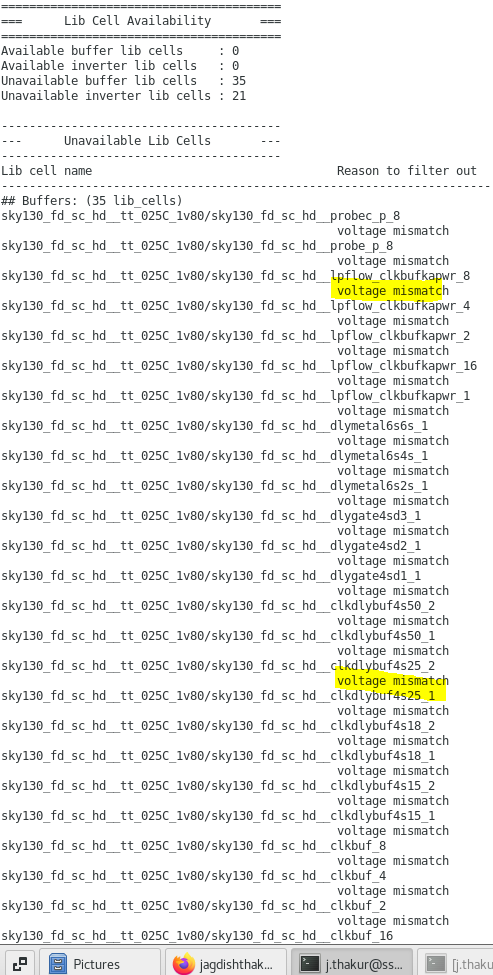 ========================================
===      Lib Cell Availability       ===
========================================
Available buffer lib cells     : 0
Available inverter lib cells   : 0
Unavailable buffer lib cells   : 35
Unavailable inverter lib cells : 21
----------------------------------------
---      Unavailable Lib Cells       ---
----------------------------------------
Lib cell name                                   Reason to filter out
----------------------------------------------------------------------
## Buffers: (35 lib_cells)
sky130_fd_sc_hd__tt_025C_1v80/sky130_fd_sc_hd__probec_p_8
voltage mismatch
sky130_fd_sc_hd__tt_025C_1v80/sky130_fd_sc_hd__probe_p_8
voltage mismatch
sky130_fd_sc_hd__tt_025C_1v80/sky130_fd_sc_hd__lpflow_clkbufkapwr_8
voltage mismatch
sky130_fd_sc_hd__tt_025C_1v80/sky130_fd_sc_hd__lpflow_clkbufkapwr_4
voltage mismatch
sky130_fd_sc_hd__tt_025C_1v80/sky130_fd_sc_hd__lpflow_clkbufkapwr_2
voltage mismatch
sky130_fd_sc_hd__tt_025C_1v80/sky130_fd_sc_hd__lpflow_clkbufkapwr_16
voltage mismatch
sky130_fd_sc_hd__tt_025C_1v80/sky130_fd_sc_hd__lpflow_clkbufkapwr_1
voltage mismatch
sky130_fd_sc_hd__tt_025C_1v80/sky130_fd_sc_hd__dlymetal6s6s_1
voltage mismatch
sky130_fd_sc_hd__tt_025C_1v80/sky130_fd_sc_hd__dlymetal6s4s_1
voltage mismatch
sky130_fd_sc_hd__tt_025C_1v80/sky130_fd_sc_hd__dlymetal6s2s_1
voltage mismatch
sky130_fd_sc_hd__tt_025C_1v80/sky130_fd_sc_hd__dlygate4sd3_1
voltage mismatch
sky130_fd_sc_hd__tt_025C_1v80/sky130_fd_sc_hd__dlygate4sd2_1
voltage mismatch
sky130_fd_sc_hd__tt_025C_1v80/sky130_fd_sc_hd__dlygate4sd1_1
voltage mismatch
sky130_fd_sc_hd__tt_025C_1v80/sky130_fd_sc_hd__clkdlybuf4s50_2
voltage mismatch
sky130_fd_sc_hd__tt_025C_1v80/sky130_fd_sc_hd__clkdlybuf4s50_1
voltage mismatch
sky130_fd_sc_hd__tt_025C_1v80/sky130_fd_sc_hd__clkdlybuf4s25_2
voltage mismatch
sky130_fd_sc_hd__tt_025C_1v80/sky130_fd_sc_hd__clkdlybuf4s25_1
voltage mismatch
sky130_fd_sc_hd__tt_025C_1v80/sky130_fd_sc_hd__clkdlybuf4s18_2
voltage mismatch
sky130_fd_sc_hd__tt_025C_1v80/sky130_fd_sc_hd__clkdlybuf4s18_1
voltage mismatch
sky130_fd_sc_hd__tt_025C_1v80/sky130_fd_sc_hd__clkdlybuf4s15_2
voltage mismatch
sky130_fd_sc_hd__tt_025C_1v80/sky130_fd_sc_hd__clkdlybuf4s15_1
voltage mismatch
sky130_fd_sc_hd__tt_025C_1v80/sky130_fd_sc_hd__clkbuf_8
voltage mismatch
sky130_fd_sc_hd__tt_025C_1v80/sky130_fd_sc_hd__clkbuf_4
voltage mismatch
sky130_fd_sc_hd__tt_025C_1v80/sky130_fd_sc_hd__clkbuf_2
voltage mismatch
sky130_fd_sc_hd__tt_025C_1v80/sky130_fd_sc_hd__clkbuf_16
Pictures jagdishthak... j.thakur@ss... [j.thakur